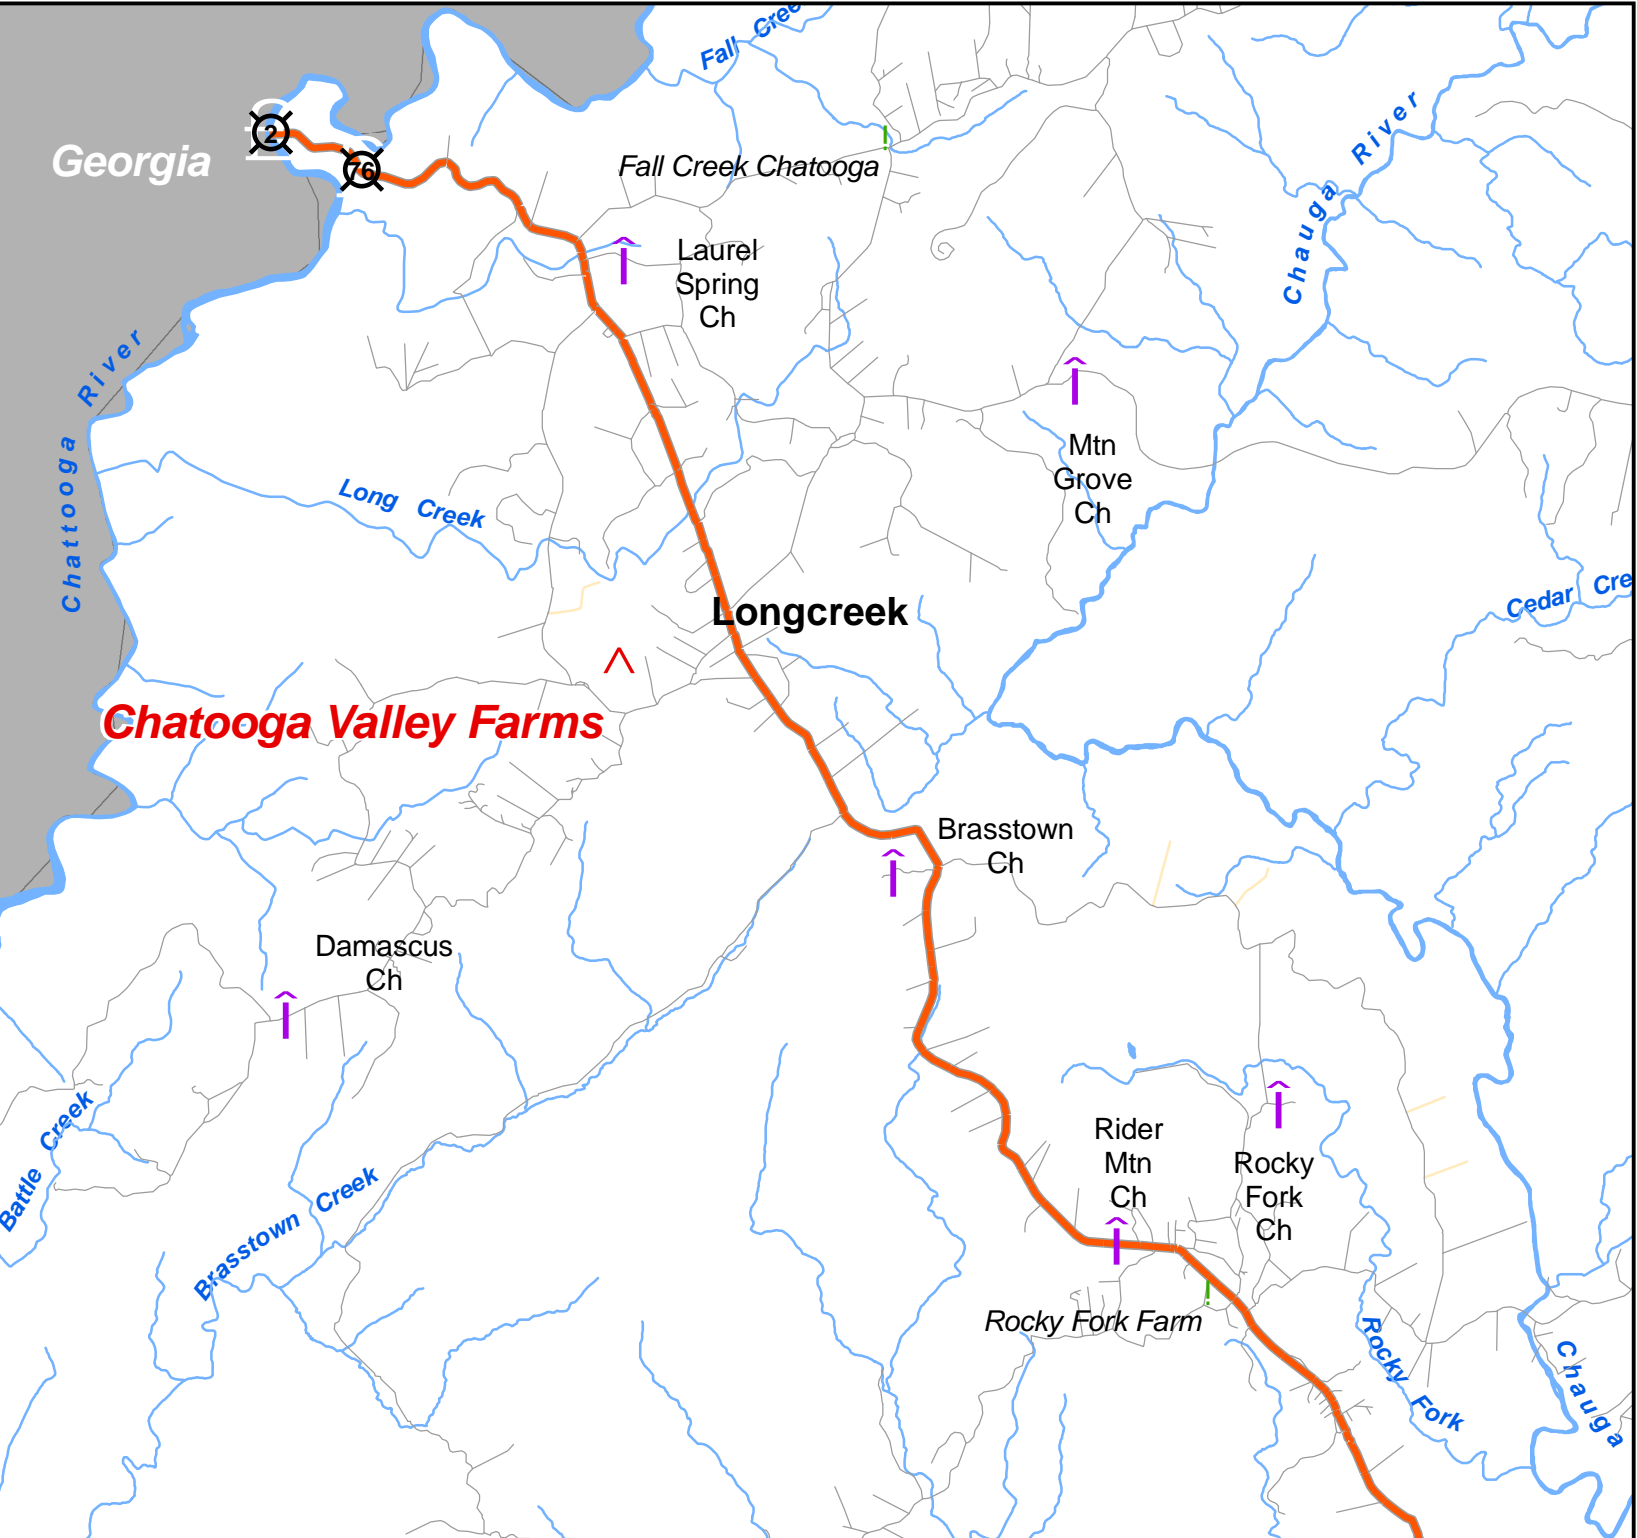 Fall Cree
River
2
Georgia
76
Fall Creek Chatooga
Chauga
Laurel
Spring
Ch
River
Mtn
Grove
Ch
Chattooga
Long Creek
Cedar Cre
Longcreek
Chatooga Valley Farms
Brasstown
Ch
Damascus
Ch
Battle Creek
Rider
Mtn
Ch
Rocky
Fork
Ch
Brasstown Creek
Rocky Fork Farm
Rocky Fork
Chauga